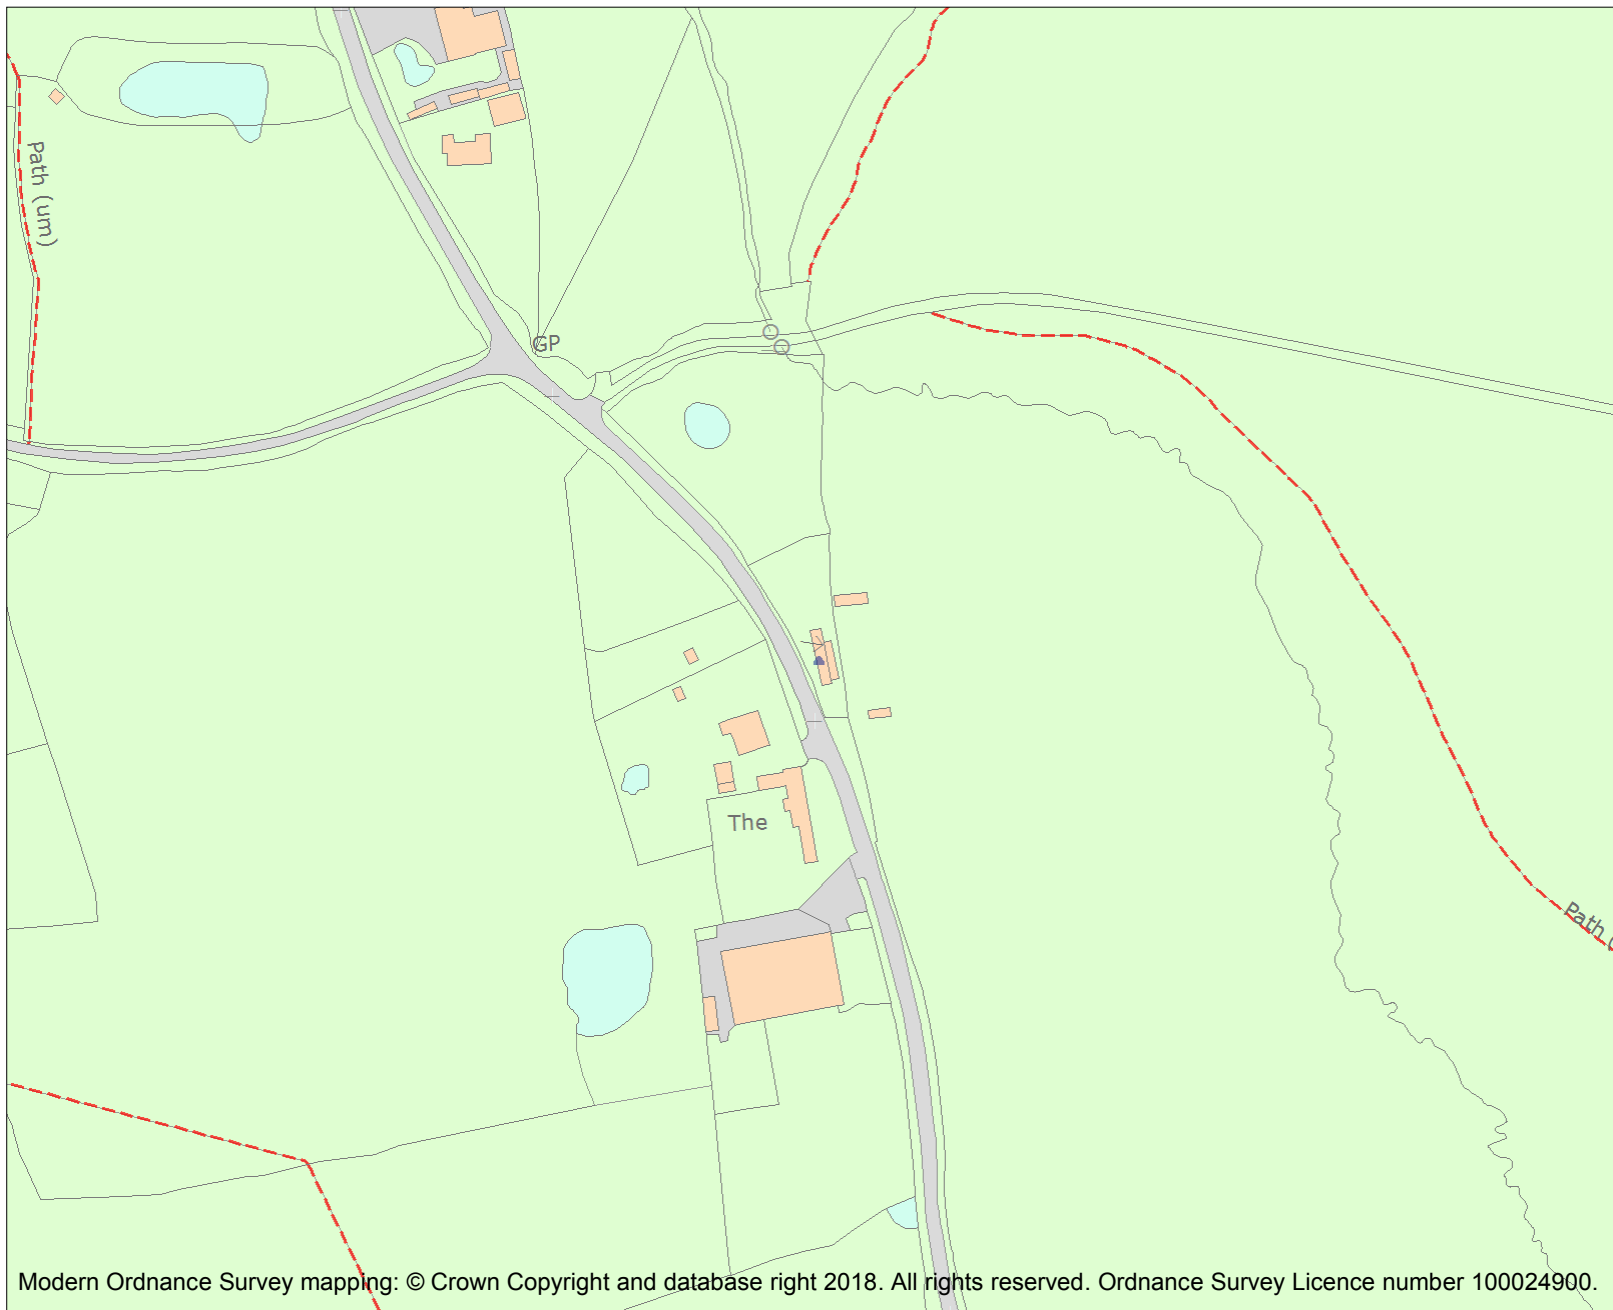 Path (um)
GP
The
Path (
Modern Ordnance Survey mapping: © Crown Copyright and database right 2018. All rights reserved. Ordnance Survey Licence number 100024900.